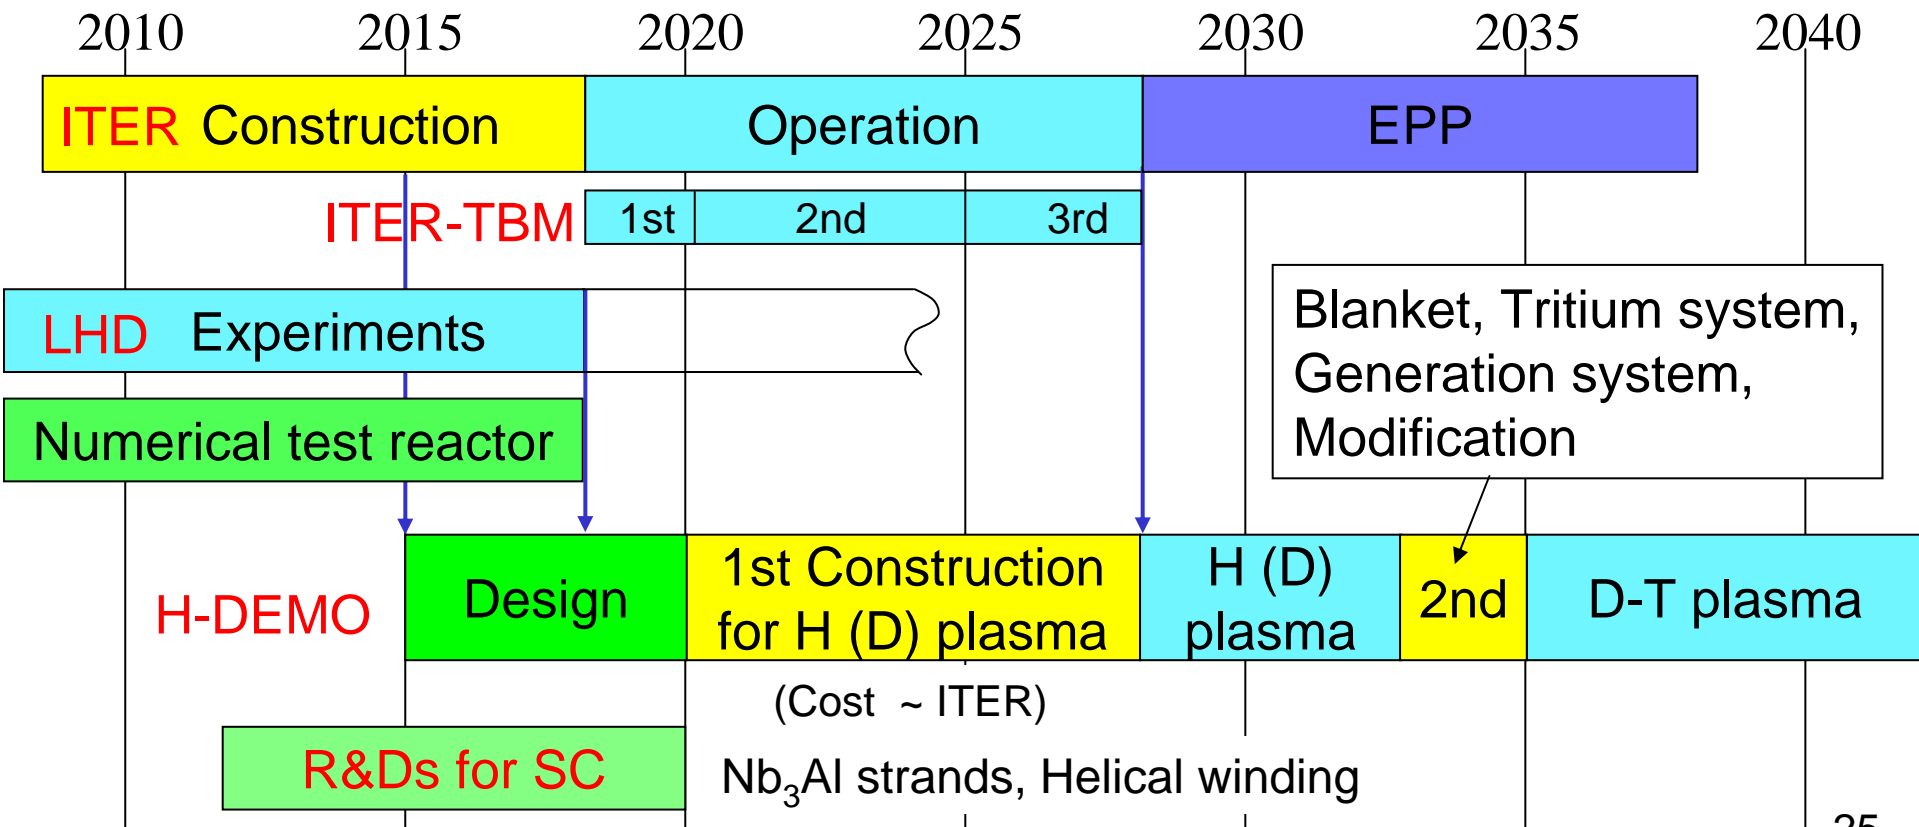 2010 2015 2020 2025 2030 2035 2040
ITER Construction Operation EPP
ITER-TBM 1st 2nd 3rd
LHD Experiments
Blanket, Tritium system,
Generation system,
Modification
Numerical test reactor
H-DEMO Design
1st Construction
for H (D) plasma
H (D)
plasma
2nd
D-T plasma
(Cost ~ ITER)
R&Ds for SC
Nb₃Al strands, Helical winding